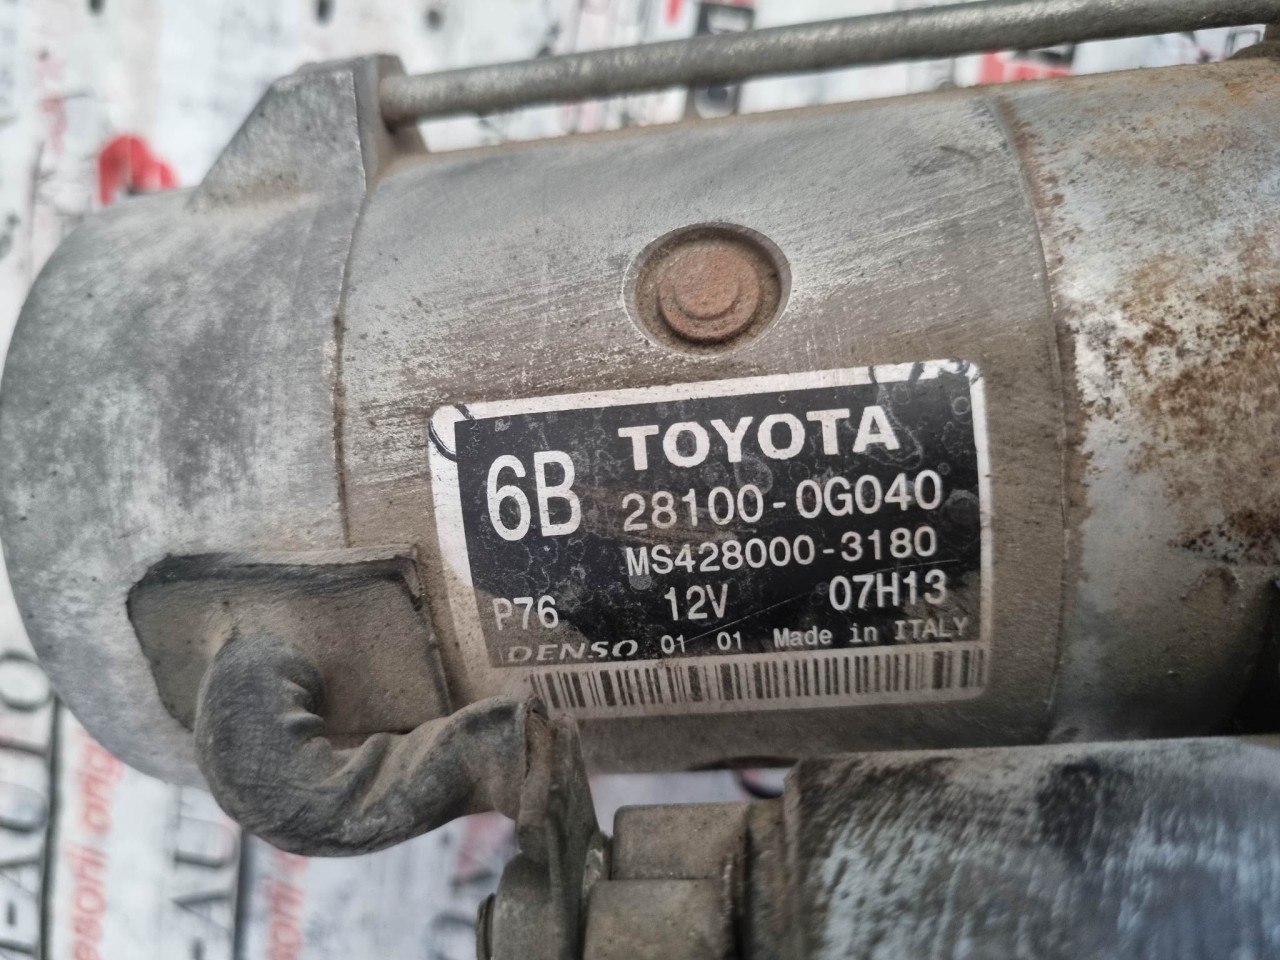 TOYOTA
6B
28100-0G040
MS428000-3180
P76 12V 07H13
DENSO 01 01 Made in ITALY